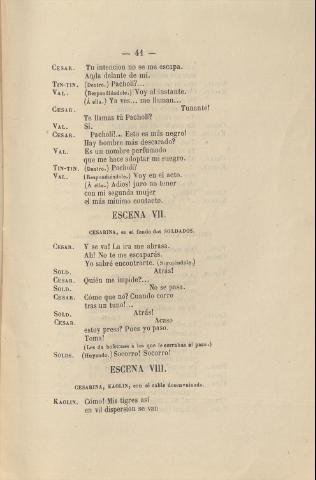 — 41 —
CESAR. Tu intencion no se me escapa.
Anda delante de mí.
TIN-TIN. (Dentro.) Pacholí!...
VAL. (Respondiéndole.) Voy al instante.
(A ella.) Ya ves... me llaman...
CESAR. Tunante!
Te llamas tú Pacholí?
VAL. Sí.
CESAR. Pacholí!... Esto es más negro!
Hay hombre más descarado?
VAL. Es un nombre perfumado
que me hace adoptar mi suegro.
TIN-TIN. (Dentro.) Pacholí?
VAL. (Respondiéndole.) Voy en el acto.
(A ella.) Adios! juro no tener
con mi segunda mujer
el más mínimo contacto.
ESCENA VII.
CESARINA, en el fondo dos SOLDADOS.
CESAR. Y se va! La ira me abrasa.
Ah! No te me escaparás.
Yo sabré encontrarte. (Siguiéndole.)
SOLD. Atrás!
CESAR. Quién me impide?...
SOLD. No se pasa.
CESAR. Cómo que no? Cuando corro
tras un tuno!...
SOLD. Atrás!
CESAR. Acaso
estoy presa? Pues yo paso.
Toma!
(Les da bofetones á los que le cerraban el paso.)
SOLDS. (Huyendo.) Socorro! Socorro!
ESCENA VIII.
CESARINA, KAOLIN, con el sable desenvainado.
KAOLIN. Cómo! Mis tigres así
en vil dispersion se van